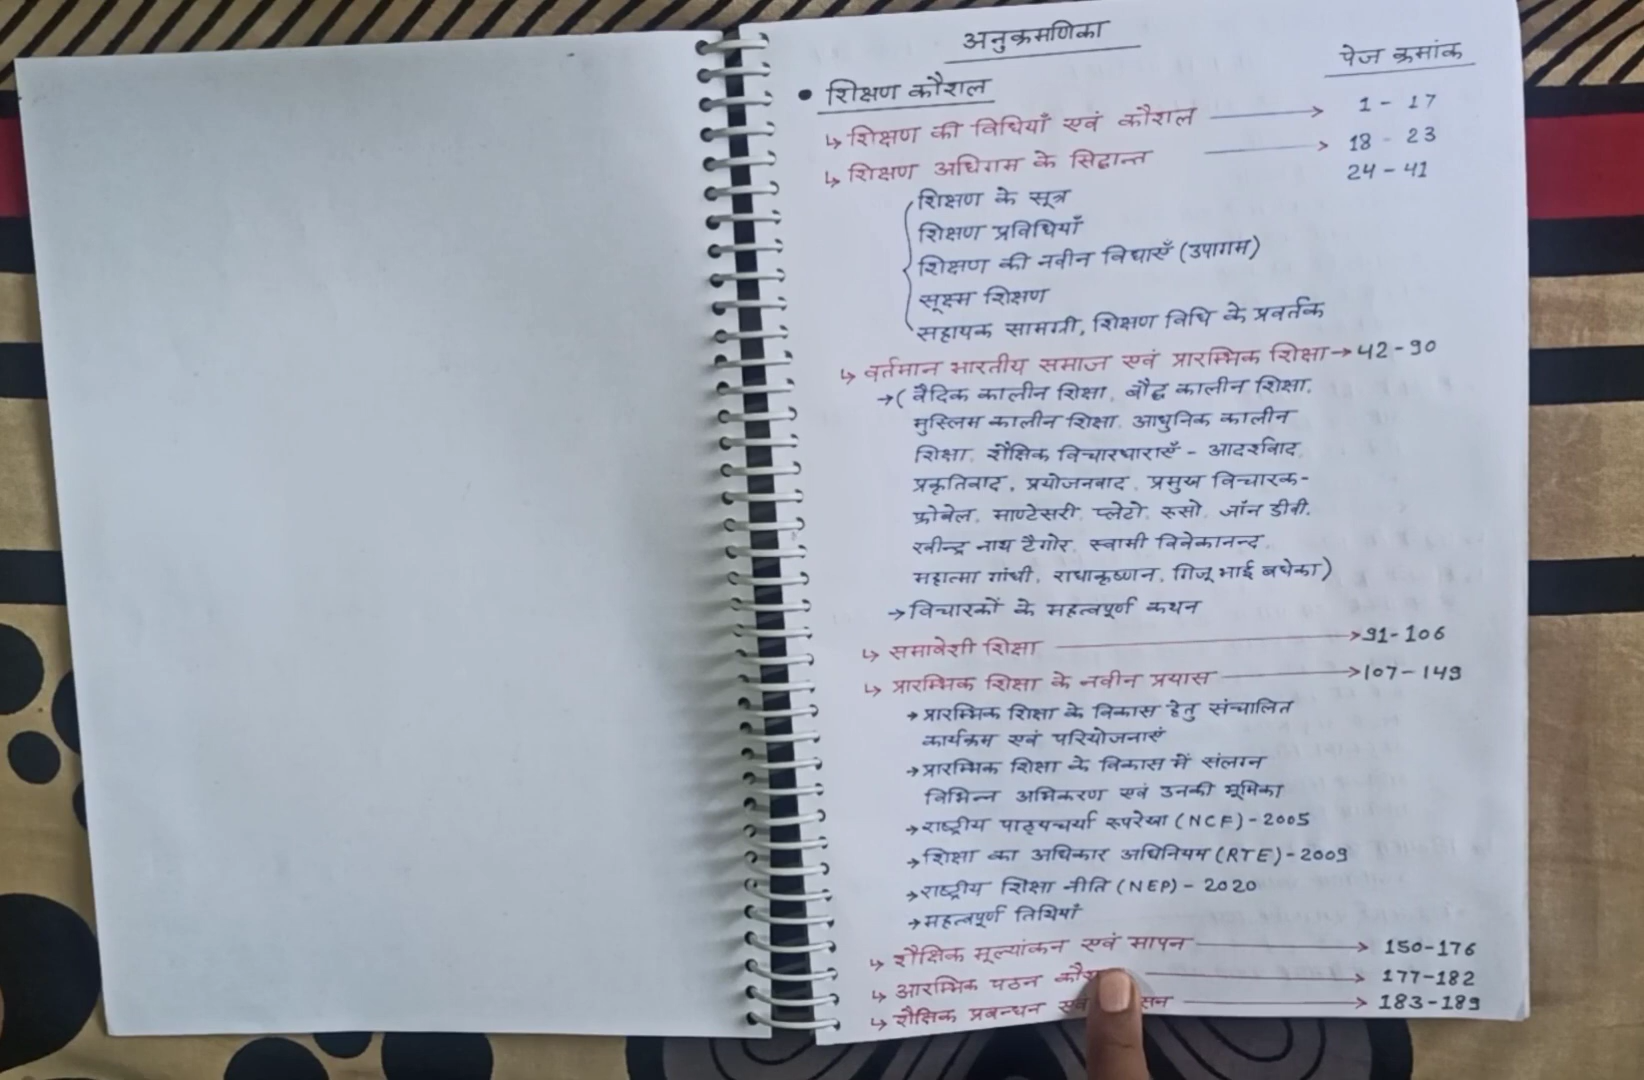 अनुक्रमणिका
पेज क्रमांक
• शिक्षण कौशल
↳ शिक्षण की विधियाँ एवं कौशल → 1 - 17
↳ शिक्षण अधिगम के सिद्धान्त → 18 - 23
24 - 41
शिक्षण के सूत्र
शिक्षण प्रविधियाँ
शिक्षण की नवीन विधाएँ (उपागम)
सूक्ष्म शिक्षण
सहायक सामग्री, शिक्षण विधि के प्रवर्तक
↳ वर्तमान भारतीय समाज एवं प्रारम्भिक शिक्षा → 42-90
→ ( वैदिक कालीन शिक्षा, बौद्ध कालीन शिक्षा,
मुस्लिम कालीन शिक्षा, आधुनिक कालीन
शिक्षा, शैक्षिक विचारधाराएँ - आदर्शवाद,
प्रकृतिवाद, प्रयोजनवाद, प्रमुख विचारक-
फ्रोबेल, माण्टेसरी, प्लेटो, रूसो, जॉन डीवी,
रवीन्द्र नाथ टैगोर, स्वामी विवेकानन्द,
महात्मा गांधी, राधाकृष्णन, गिजू भाई बधेका)
→ विचारकों के महत्वपूर्ण कथन
↳ समावेशी शिक्षा → 91-106
↳ प्रारम्भिक शिक्षा के नवीन प्रयास → 107-149
→ प्रारम्भिक शिक्षा के विकास हेतु संचालित
कार्यक्रम एवं परियोजनाएं
→ प्रारम्भिक शिक्षा के विकास में संलग्न
विभिन्न अभिकरण एवं उनकी भूमिका
→ राष्ट्रीय पाठ्यचर्या रूपरेखा (NCF) - 2005
→ शिक्षा का अधिकार अधिनियम (RTE) - 2009
→ राष्ट्रीय शिक्षा नीति (NEP) - 2020
→ महत्वपूर्ण तिथियाँ
↳ शैक्षिक मूल्यांकन एवं मापन → 150-176
↳ आरम्भिक पठन → 177-182
↳ शैक्षिक प्रबन्धन → 183-189